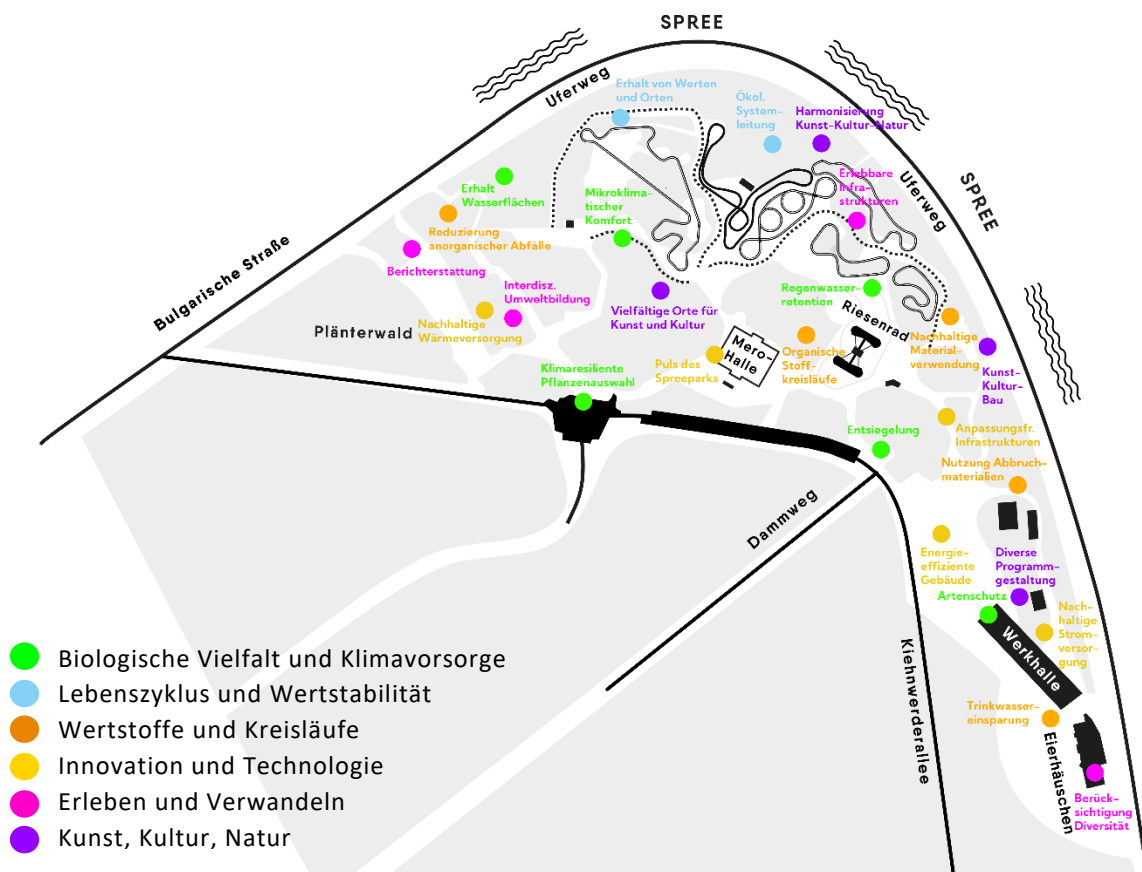 SPREE
Uferweg
Erhalt von Werten
und Orten
Ökol.
System-
leitung
Harmonisierung
Kunst-Kultur-Natur
Erlebbare
Infra-
strukturen
Uferweg
SPREE
Erhalt
Wasserflächen
Mikroklima-
tischer
Komfort
Reduzierung
anorganischer Abfälle
Berichterstattung
Interdisz.
Umweltbildung
Bulgarische Straße
Plänterwald
Nachhaltige
Wärmeversorgung
Vielfältige Orte für
Kunst und Kultur
Regenwasser-
retention
Riesenrad
Mero-
Halle
Puls des
Spreeparks
Organische
Stoff-
kreisläufe
Nachhaltige
Material-
verwendung
Kunst-
Kultur-
Bau
Klimaresiliente
Pflanzenauswahl
Entsiegelung
Anpassungsfr.
Infrastrukturen
Nutzung Abbruch-
materialien
Dammweg
Energie-
effiziente
Gebäude
Diverse
Programm-
gestaltung
Artenschutz
Nach-
haltige
Strom-
versor-
gung
Werkhalle
Kiehnwerderallee
Trinkwasser-
einsparung
Eierhäuschen
Berück-
sichtigung
Diversität
Biologische Vielfalt und Klimavorsorge
Lebenszyklus und Wertstabilität
Wertstoffe und Kreisläufe
Innovation und Technologie
Erleben und Verwandeln
Kunst, Kultur, Natur